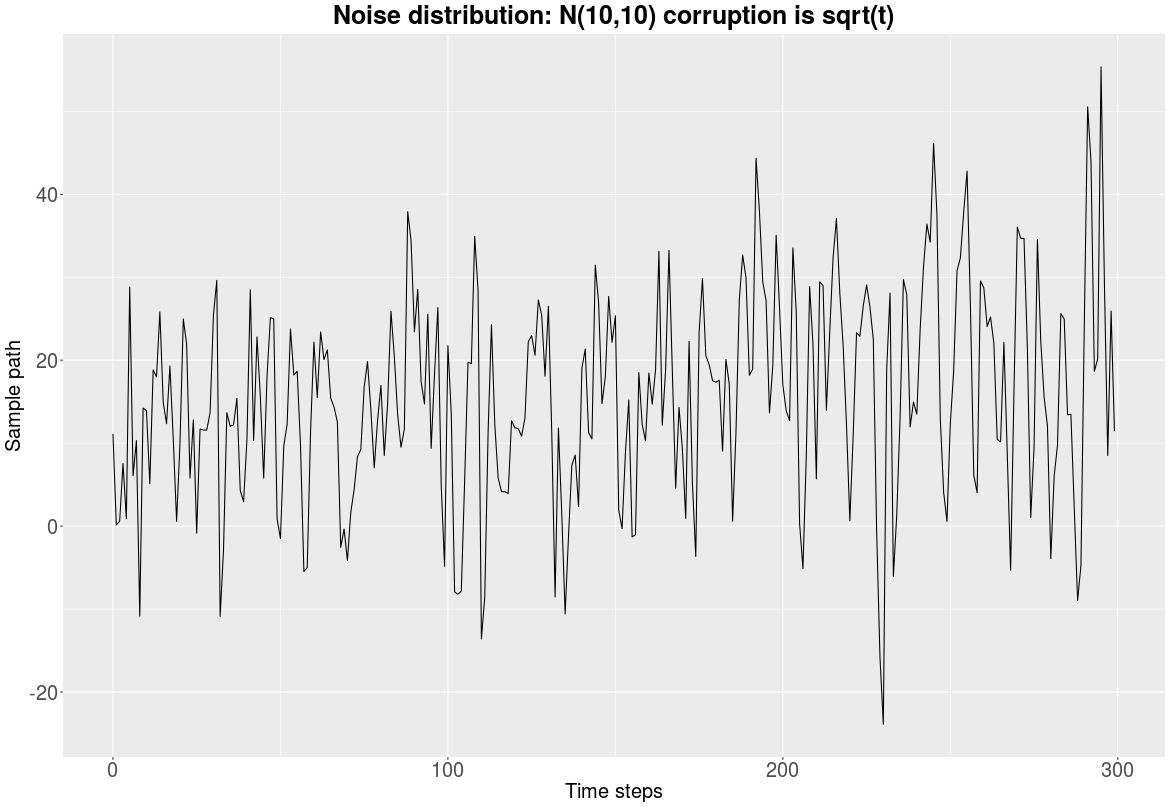 Noise distribution: N(10,10) corruption is sqrt(t)
Sample path
40
20
0
-20
0 100 200 300
Time steps